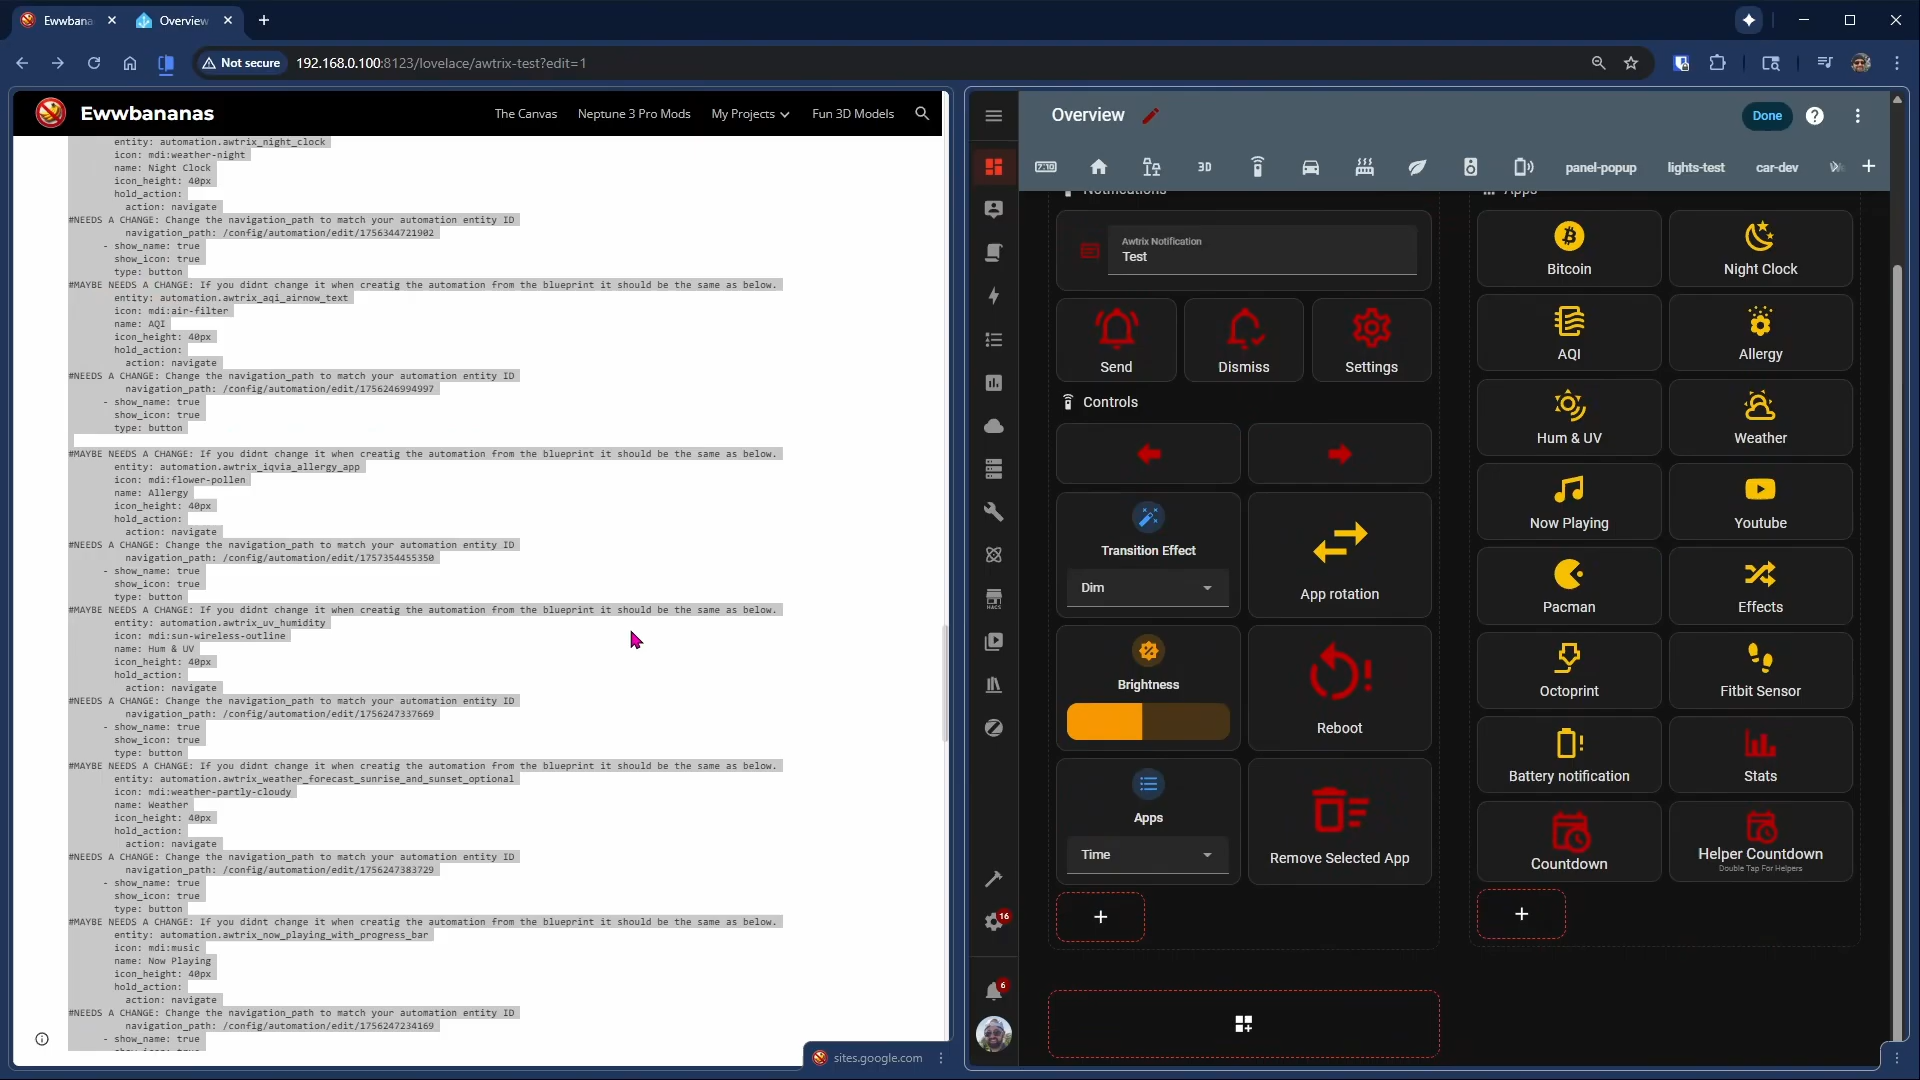 Ewwbana
Overview
Not secure
192.168.0.100:8123/lovelace/awtrix-test?edit=1
Ewwbananas
The Canvas
Neptune 3 Pro Mods
My Projects
Fun 3D Models
entity: automation.awtrix_night_clock
icon: mdi:weather-night
name: Night Clock
icon_height: 40px
hold_action:
action: navigate
#NEEDS A CHANGE: Change the navigation_path to match your automation entity ID
navigation_path: /config/automation/edit/1756344721902
- show_name: true
show_icon: true
type: button
#MAYBE NEEDS A CHANGE: If you didnt change it when creatig the automation from the blueprint it should be the same as below.
entity: automation.awtrix_aqi_airnow_text
icon: mdi:air-filter
name: AQI
icon_height: 40px
hold_action:
action: navigate
#NEEDS A CHANGE: Change the navigation_path to match your automation entity ID
navigation_path: /config/automation/edit/1756246994997
- show_name: true
show_icon: true
type: button
#MAYBE NEEDS A CHANGE: If you didnt change it when creatig the automation from the blueprint it should be the same as below.
entity: automation.awtrix_iqvia_allergy_app
icon: mdi:flower-pollen
name: Allergy
icon_height: 40px
hold_action:
action: navigate
#NEEDS A CHANGE: Change the navigation_path to match your automation entity ID
navigation_path: /config/automation/edit/1757354455350
- show_name: true
show_icon: true
type: button
#MAYBE NEEDS A CHANGE: If you didnt change it when creatig the automation from the blueprint it should be the same as below.
entity: automation.awtrix_uv_humidity
icon: mdi:sun-wireless-outline
name: Hum & UV
icon_height: 40px
hold_action:
action: navigate
#NEEDS A CHANGE: Change the navigation_path to match your automation entity ID
navigation_path: /config/automation/edit/1756247337669
- show_name: true
show_icon: true
type: button
#MAYBE NEEDS A CHANGE: If you didnt change it when creatig the automation from the blueprint it should be the same as below.
entity: automation.awtrix_weather_forecast_sunrise_and_sunset_optional
icon: mdi:weather-partly-cloudy
name: Weather
icon_height: 40px
hold_action:
action: navigate
#NEEDS A CHANGE: Change the navigation_path to match your automation entity ID
navigation_path: /config/automation/edit/1756247383729
- show_name: true
show_icon: true
type: button
#MAYBE NEEDS A CHANGE: If you didnt change it when creatig the automation from the blueprint it should be the same as below.
entity: automation.awtrix_now_playing_with_progress_bar
icon: mdi:music
name: Now Playing
icon_height: 40px
hold_action:
action: navigate
#NEEDS A CHANGE: Change the navigation_path to match your automation entity ID
navigation_path: /config/automation/edit/1756247234169
- show_name: true
sites.google.com
Overview
Done
7:10
3D
panel-popup
lights-test
car-dev
HACS
16
6
Notifications
Awtrix Notification
Test
Send
Dismiss
Settings
Controls
Transition Effect
Dim
App rotation
Brightness
Reboot
Apps
Time
Remove Selected App
Apps
Bitcoin
Night Clock
AQI
Allergy
Hum & UV
Weather
Now Playing
Youtube
Pacman
Effects
Octoprint
Fitbit Sensor
Battery notification
Stats
Countdown
Helper Countdown
Double Tap For Helpers